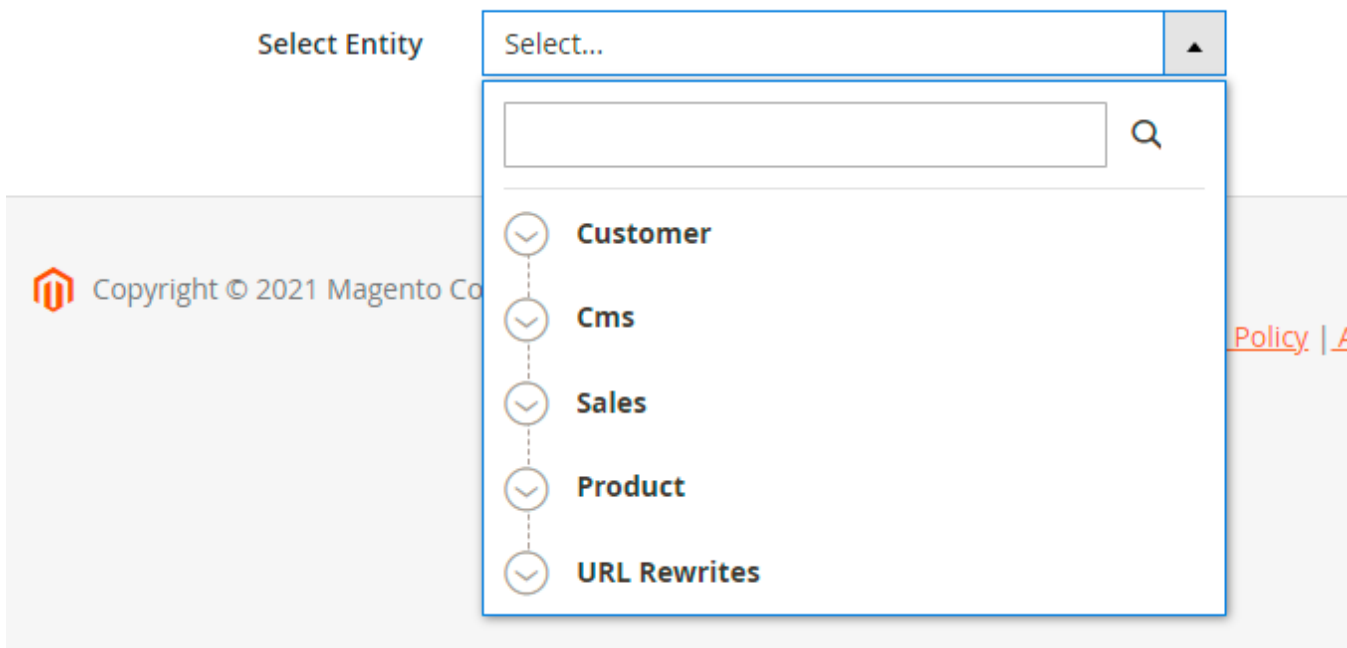 Select Entity
Select...
Customer
Copyright © 2021 Magento Co
Cms
Policy |
Sales
Product
URL Rewrites